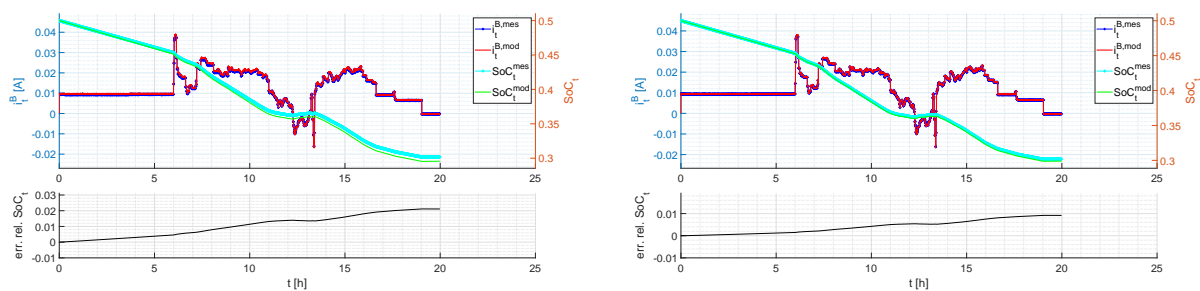 0.04
0.03
0.02
0.01
0
-0.01
-0.02
i_t^B [A]
0.5
0.45
0.4
0.35
0.3
SoC_t
i_t^{B,mes}
i_t^{B,mod}
SoC_t^{mes}
SoC_t^{mod}
0 5 10 15 20 25
0.03
0.02
0.01
0
-0.01
err. rel. SoC_t
0 5 10 15 20 25
t [h]
0.04
0.03
0.02
0.01
0
-0.01
-0.02
i_t^B [A]
0.5
0.45
0.4
0.35
0.3
SoC_t
i_t^{B,mes}
i_t^{B,mod}
SoC_t^{mes}
SoC_t^{mod}
0 5 10 15 20 25
0.01
0
-0.01
err. rel. SoC_t
0 5 10 15 20 25
t [h]